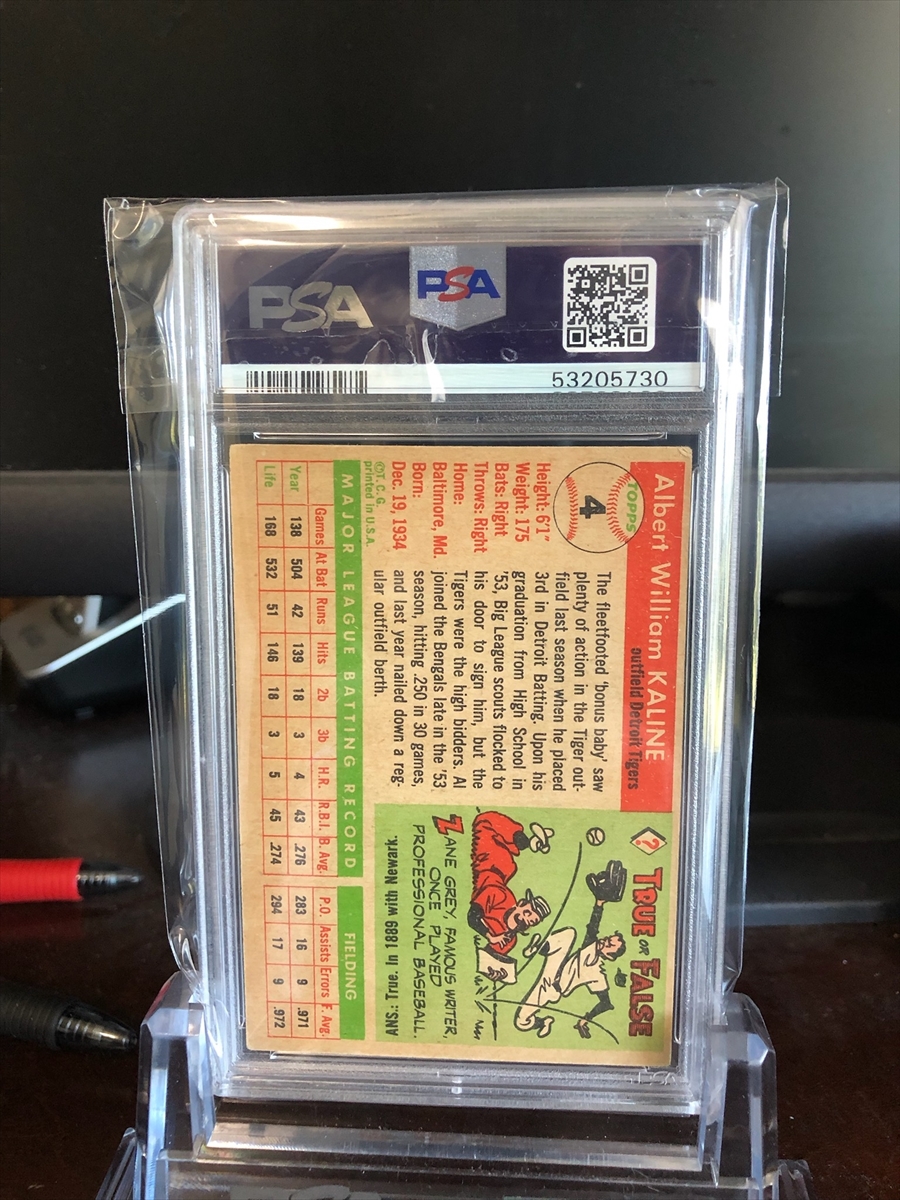 PSA
PSA
53205730
Albert William KALINE
outfield Detroit Tigers
TOPPS
4
Height: 6'1"
Weight: 175
Bats: Right
Throws: Right
Home:
Baltimore, Md.
Born:
Dec. 19, 1934
©T.C.G.
printed in U.S.A.
The fleetfooted 'bonus baby' saw
plenty of action in the Tiger out-
field last season when he placed
3rd in Detroit Batting. Upon his
graduation from High School in
'53, Big League scouts flocked to
his door to sign him, but the
Tigers were the high bidders. Al
joined the Bengals late in the '53
season, hitting .250 in 30 games,
and last year nailed down a reg-
ular outfield berth.
? TRUE OR FALSE
ZANE GREY, FAMOUS WRITER,
ONCE PLAYED
PROFESSIONAL BASEBALL.
ANS.: True. In 1889 with Newark.
MAJOR LEAGUE BATTING RECORD FIELDING
Games At Bat Runs Hits 2b 3b H.R. R.B.I. B. Avg. P.O. Assists Errors F. Avg.
Year 138 504 42 139 18 3 4 43 .276 283 16 9 .971
Life 168 532 51 146 18 3 5 45 .274 294 17 9 .972
PSA